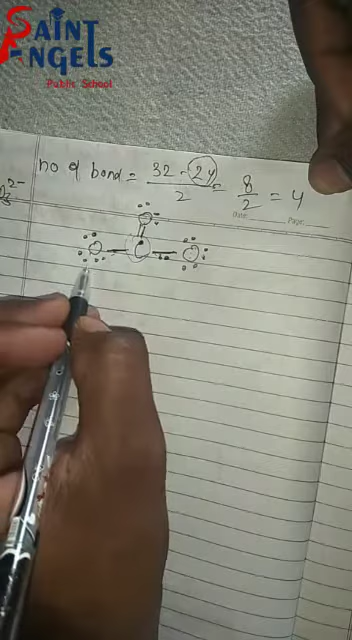 SAINT
ANGELS
Public School
no of bond = 32 - 24 / 2 = 8 / 2 = 4
2-
Date: Page:
O
O C O